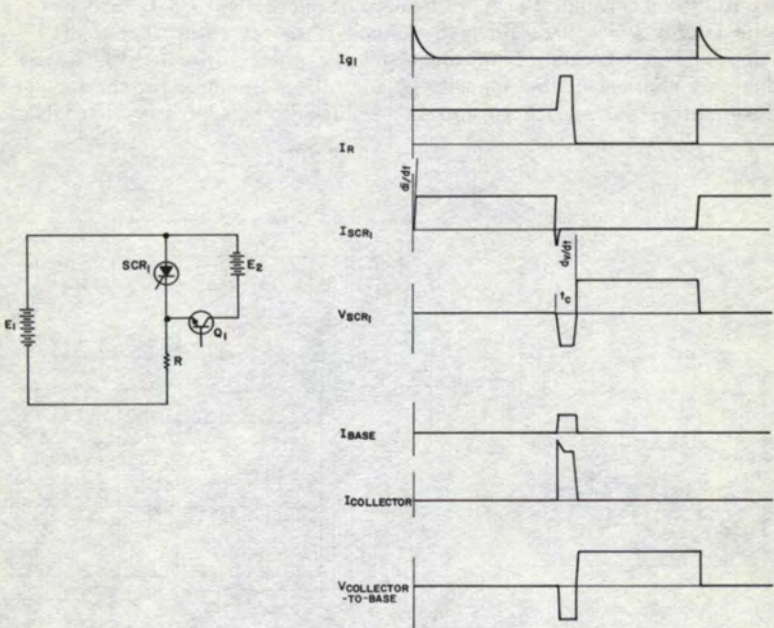 Ig1
IR
di/dt
ISCR1
dv/dt
tc
VSCR1
IBASE
ICOLLECTOR
VCOLLECTOR
-TO-BASE
E1
SCR1
E2
Q1
R